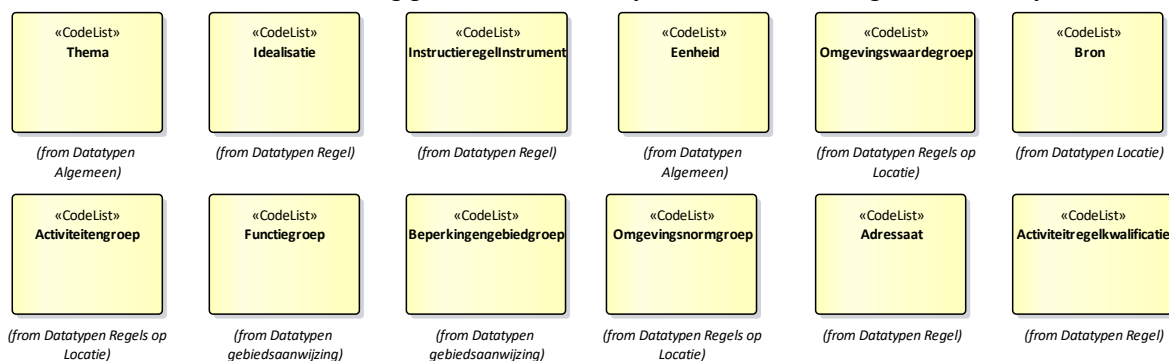 «CodeList»
Thema
(from Datatypen
Algemeen)
«CodeList»
Idealisatie
(from Datatypen Regel)
«CodeList»
InstructieregelInstrument
(from Datatypen Regel)
«CodeList»
Eenheid
(from Datatypen
Algemeen)
«CodeList»
Omgevingswaardegroep
(from Datatypen Regels op
Locatie)
«CodeList»
Bron
(from Datatypen Locatie)
«CodeList»
Activiteitengroep
(from Datatypen Regels op
Locatie)
«CodeList»
Functiegroep
(from Datatypen
gebiedsaanwijzing)
«CodeList»
Beperkingengebiedgroep
(from Datatypen
gebiedsaanwijzing)
«CodeList»
Omgevingsnormgroep
(from Datatypen Regels op
Locatie)
«CodeList»
Adressaat
(from Datatypen Regel)
«CodeList»
Activiteitregelkwalificatie
(from Datatypen Regel)